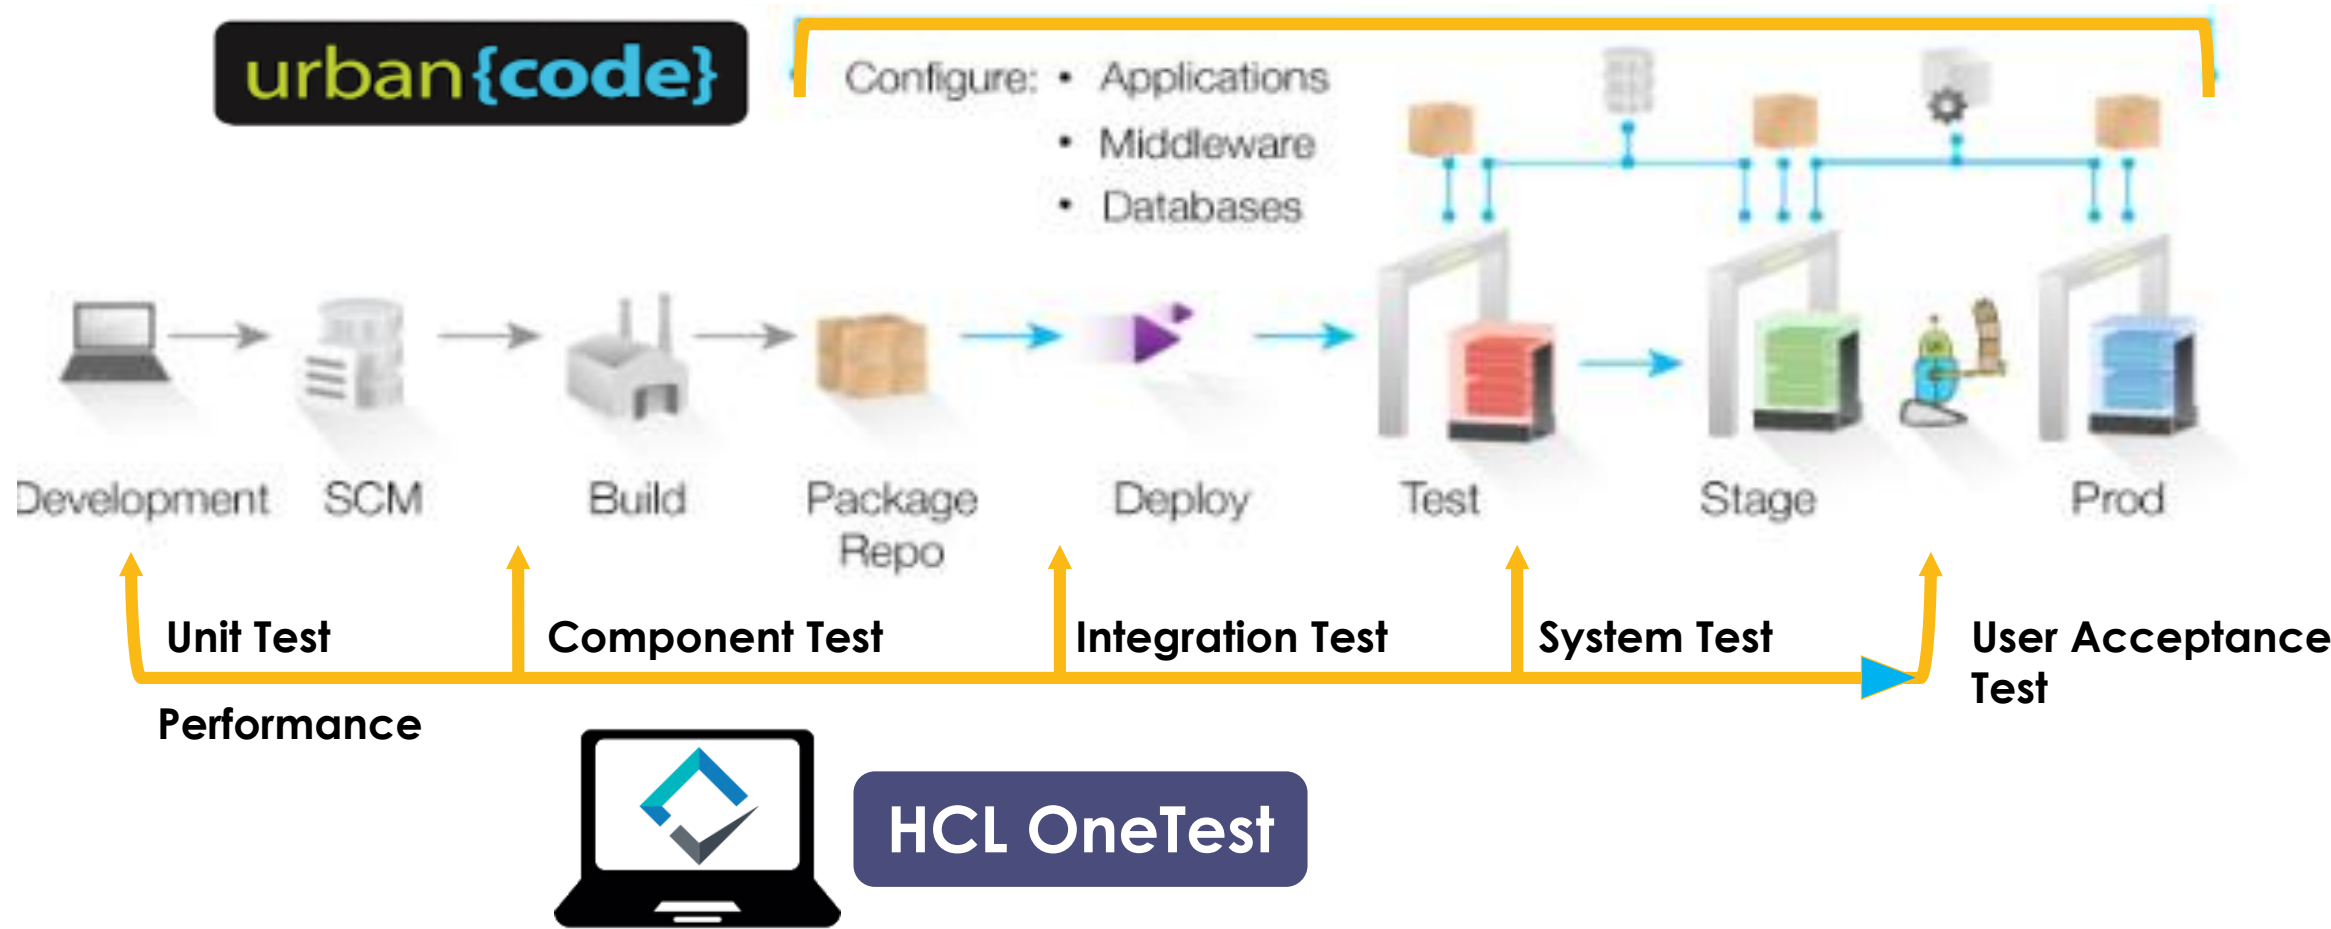 urban{code}
Configure: • Applications
• Middleware
• Databases
Development
SCM
Build
Package
Repo
Deploy
Test
Stage
Prod
Unit Test
Component Test
Integration Test
System Test
User Acceptance
Test
Performance
HCL OneTest